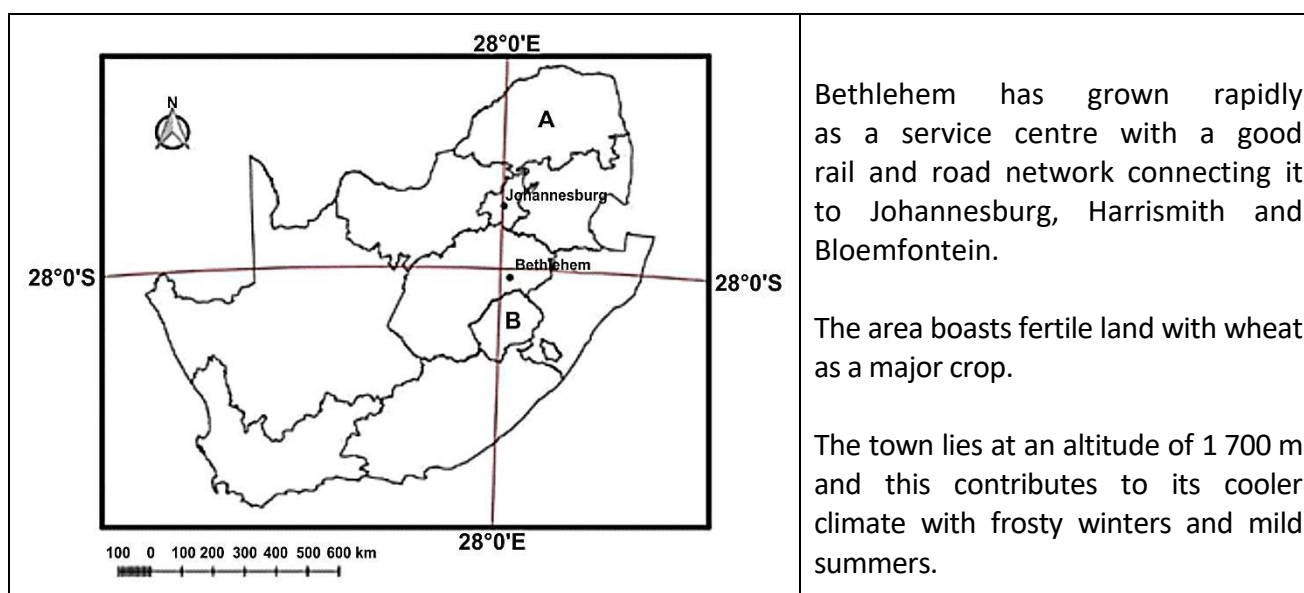 28°0'E
N
A
Johannesburg
28°0'S
Bethlehem
28°0'S
B
28°0'E
100 0 100 200 300 400 500 600 km
Bethlehem has grown rapidly
as a service centre with a good
rail and road network connecting it
to Johannesburg, Harrismith and
Bloemfontein.
The area boasts fertile land with wheat
as a major crop.
The town lies at an altitude of 1 700 m
and this contributes to its cooler
climate with frosty winters and mild
summers.